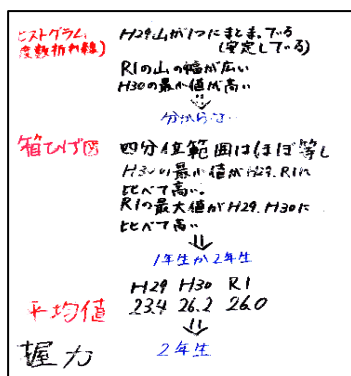 ヒストグラム、
度数折れ線)
H29山が1つにまとまっている
(安定している)
R1の山の幅が広い
H30の最小値が高い
⇓
分からない
箱ひげ図
四分位範囲はほぼ等し
H30の最小値がH29、R1に
比べて高い。
R1の最大値がH29、H30に
比べて高い
⇓
1年生か2年生
H29 H30 R1
平均値 23.4 26.2 26.0
⇓
握力 2年生